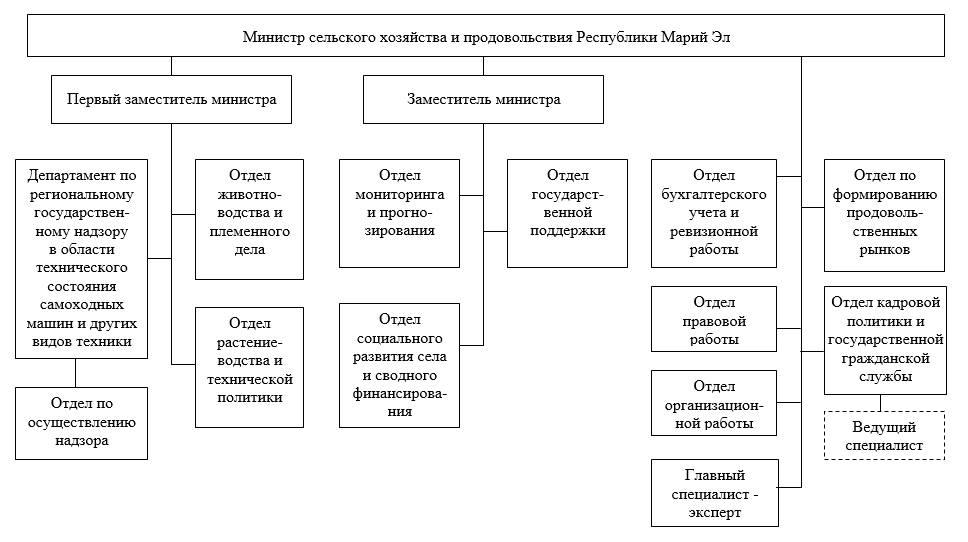 Министр сельского хозяйства и продовольствия Республики Марий Эл
Первый заместитель министра
Заместитель министра
Департамент по
региональному
государствен-
ному надзору
в области
технического
состояния
самоходных
машин и других
видов техники
Отдел по
осуществлению
надзора
Отдел
животно-
водства и
племенного
дела
Отдел
растение-
водства и
технической
политики
Отдел
мониторинга
и прогно-
зирования
Отдел
социального
развития села
и сводного
финансирова-
ния
Отдел
государст-
венной
поддержки
Отдел
бухгалтерского
учета и
ревизионной
работы
Отдел
правовой
работы
Отдел
организацион-
ной работы
Главный
специалист -
эксперт
Отдел по
формированию
продоволь-
ственных
рынков
Отдел кадровой
политики и
государственной
гражданской
службы
Ведущий
специалист